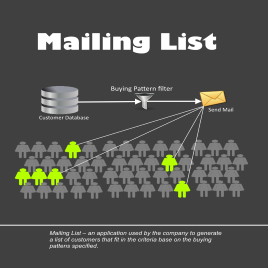 Mailing List
Buying Pattern filter
Customer Database
Send Mail
Mailing List – an application used by the company to generate
a list of customers that fit in the criteria base on the buying
pattens specified.